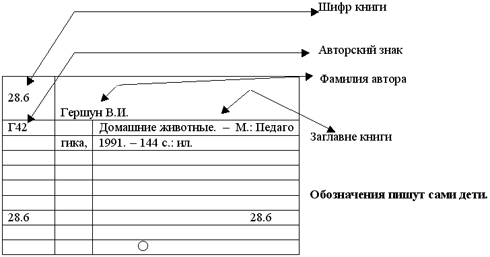 Шифр книги
Авторский знак
Фамилия автора
28.6
Гершун В.И.
Г42 Домашние животные. – М.: Педаго
гика, 1991. – 144 с.: ил.
Заглавие книги
Обозначения пишут сами дети.
28.6 28.6